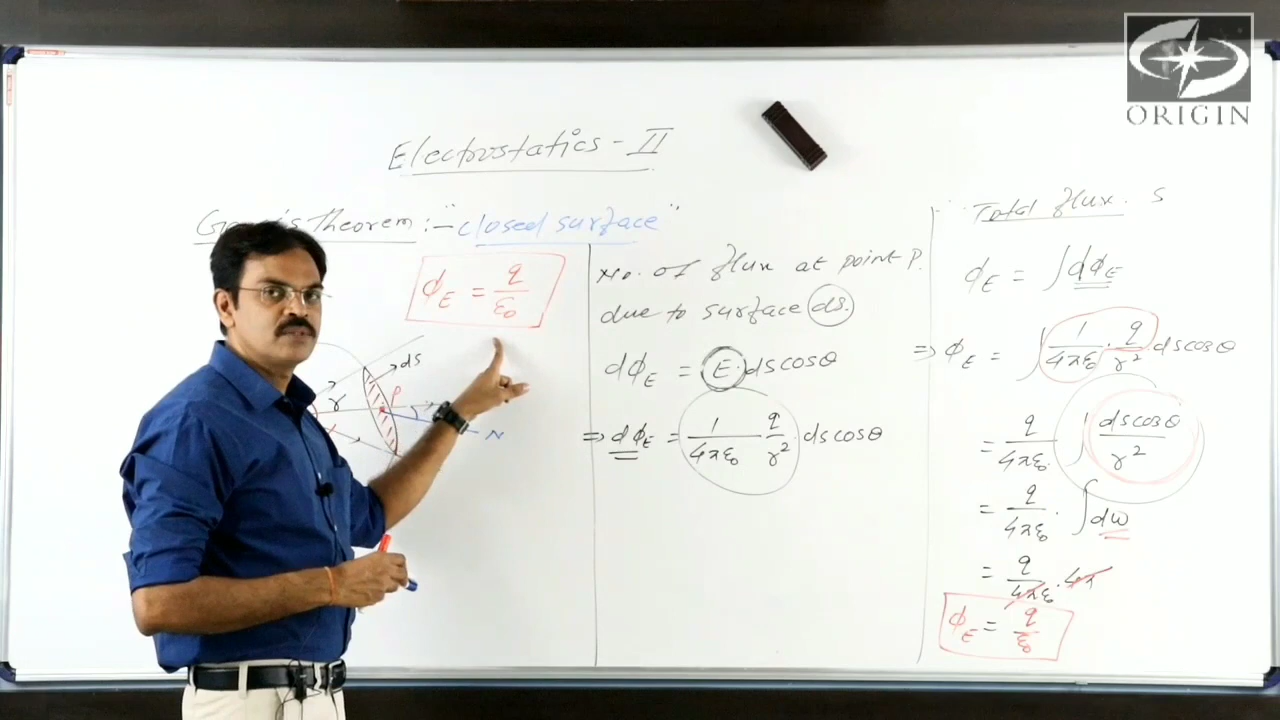 ORIGIN
Electrostatics - II
Theorem :- "closed surface"
ϕE = q/ε₀
ds
r
P
N
No. of flux at point P.
due to surface ds.
dϕE = E. ds cosθ
⇒ dϕE = 1/4πε₀ q/r² . ds cosθ
Total flux . S
ϕE = ∫ dϕE
⇒ ϕE = ∫ 1/4πε₀ . q/r² ds cosθ
= q/4πε₀ . ∫ ds cosθ/r²
= q/4πε₀ . ∫ dω
= q/4πε₀ . 4π
ϕE = q/ε₀